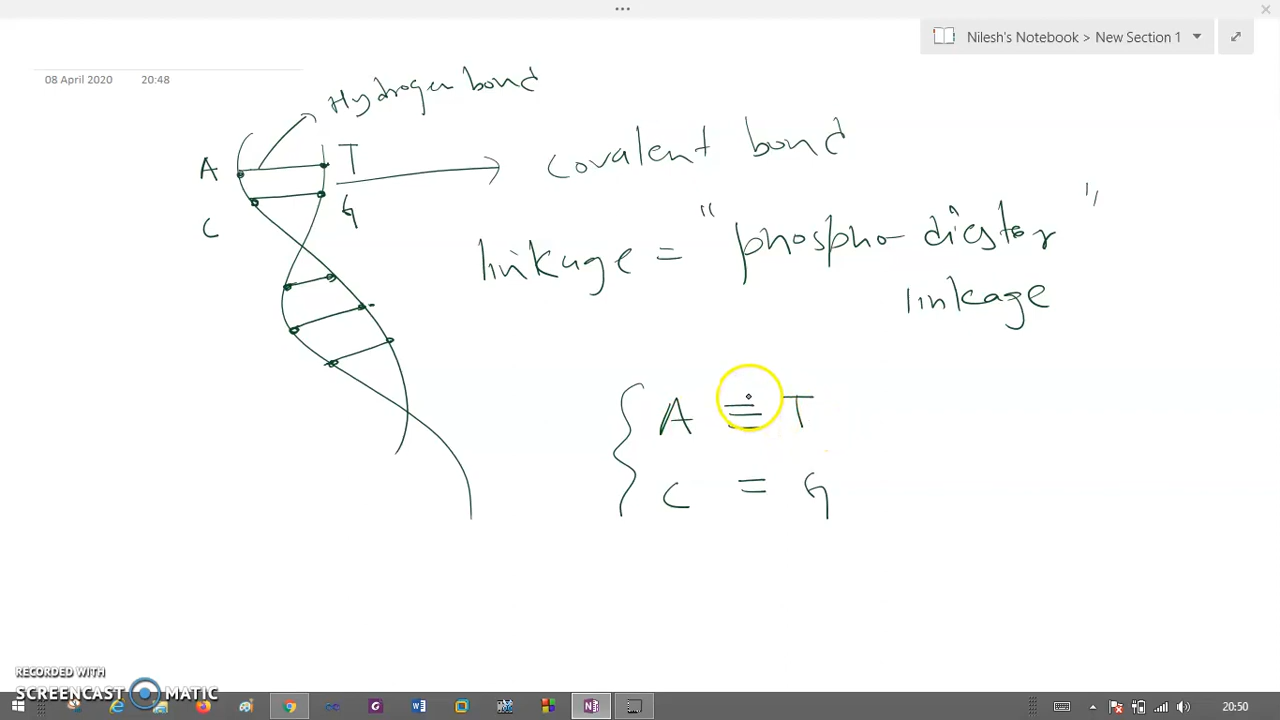 Nilesh's Notebook > New Section 1
08 April 2020 20:48
Hydrogen bond
A T
covalent bond
C G
linkage = "phospho-diester"
linkage
A ≡ T
C = G
RECORDED WITH
SCREENCAST MATIC
20:50